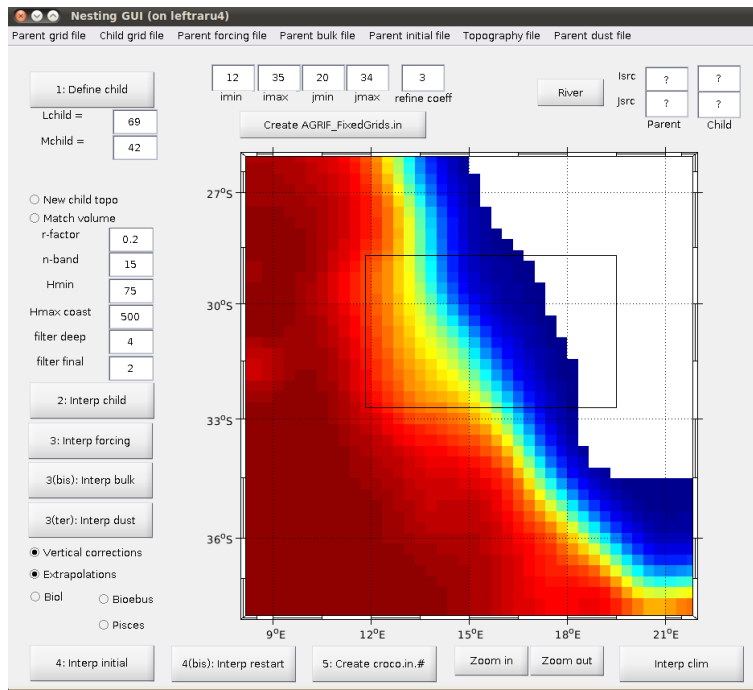 Nesting GUI (on leftraru4)
Parent grid file Child grid file Parent forcing file Parent bulk file Parent initial file Topography file Parent dust file
1: Define child
12 35 20 34 3
imin imax jmin jmax refine coeff
River
Isrc ? ?
Jsrc ? ?
Parent Child
Create AGRIF_FixedGrids.in
Lchild = 69
Mchild = 42
New child topo
Match volume
r-factor 0.2
n-band 15
Hmin 75
Hmax coast 500
filter deep 4
filter final 2
2: Interp child
3: Interp forcing
3(bis): Interp bulk
3(ter): Interp dust
Vertical corrections
Extrapolations
Biol Bioebus
Pisces
27°S
30°S
33°S
36°S
9°E 12°E 15°E 18°E 21°E
4: Interp initial 4(bis): Interp restart 5: Create croco.in.# Zoom in Zoom out Interp clim